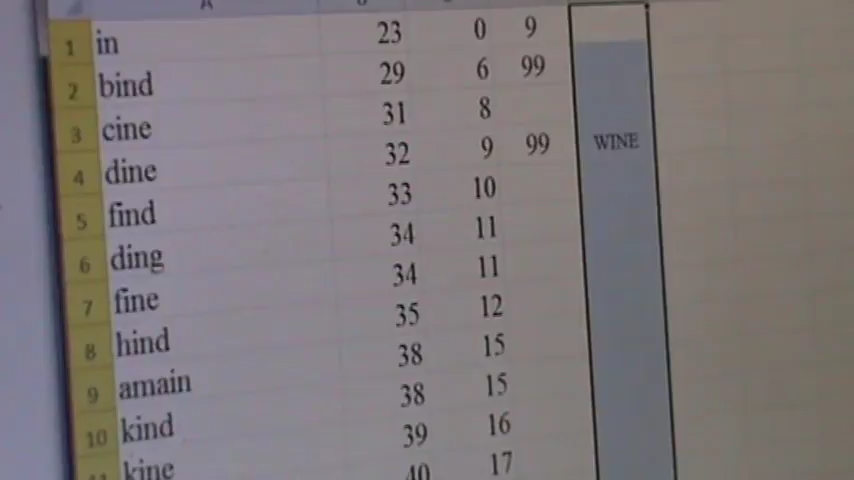 A
1 in 23 0 9
2 bind 29 6 99
3 cine 31 8
4 dine 32 9 99 WINE
5 find 33 10
6 ding 34 11
7 fine 34 11
8 hind 35 12
9 amain 38 15
10 kind 38 15
11 kine 39 16
40 17